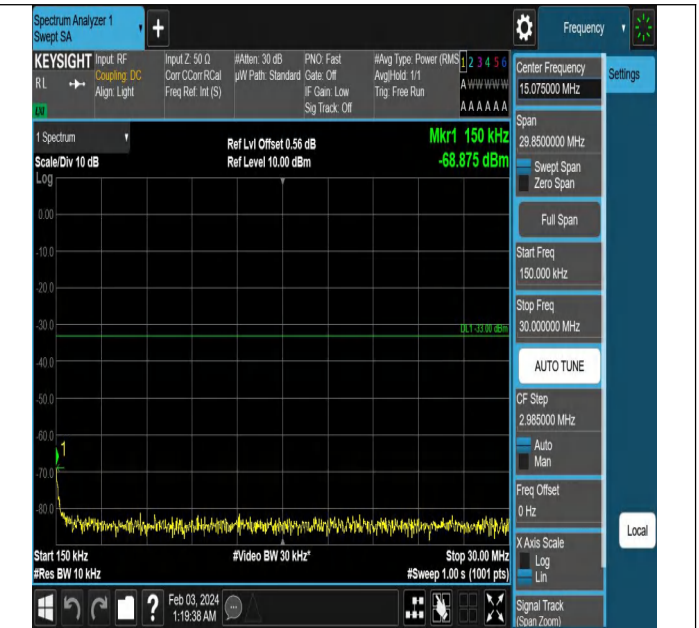 Spectrum Analyzer 1
Swept SA
+
Frequency
KEYSIGHT
RL
LXI
Input: RF
Coupling: DC
Align: Light
Input Z: 50 Ω
Corr CCorr RCal
Freq Ref: Int (S)
#Atten: 30 dB
µW Path: Standard
PNO: Fast
Gate: Off
IF Gain: Low
Sig Track: Off
#Avg Type: Power (RMS
Avg|Hold: 1/1
Trig: Free Run
1 2 3 4 5 6
A W W W W W
A A A A A A
1 Spectrum
Scale/Div 10 dB
Ref Lvl Offset 0.56 dB
Ref Level 10.00 dBm
Mkr1 150 kHz
-68.875 dBm
Log
0.00
-10.0
-20.0
-30.0
DL1 -33.00 dBm
-40.0
-50.0
-60.0
1
-70.0
-80.0
Start 150 kHz
#Video BW 30 kHz*
Stop 30.00 MHz
#Res BW 10 kHz
#Sweep 1.00 s (1001 pts)
Feb 03, 2024
1:19:38 AM
?
Center Frequency
15.075000 MHz
Settings
Span
29.8500000 MHz
Swept Span
Zero Span
Full Span
Start Freq
150.000 kHz
Stop Freq
30.000000 MHz
AUTO TUNE
CF Step
2.985000 MHz
Auto
Man
Freq Offset
0 Hz
X Axis Scale
Log
Lin
Signal Track
(Span Zoom)
Local